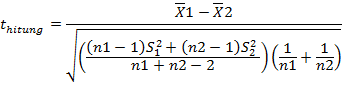 t_hitung = (X̅1 − X̅2) / √(((n1 − 1)S₁² + (n2 − 1)S₂²) / (n1 + n2 − 2)) (1/n1 + 1/n2)